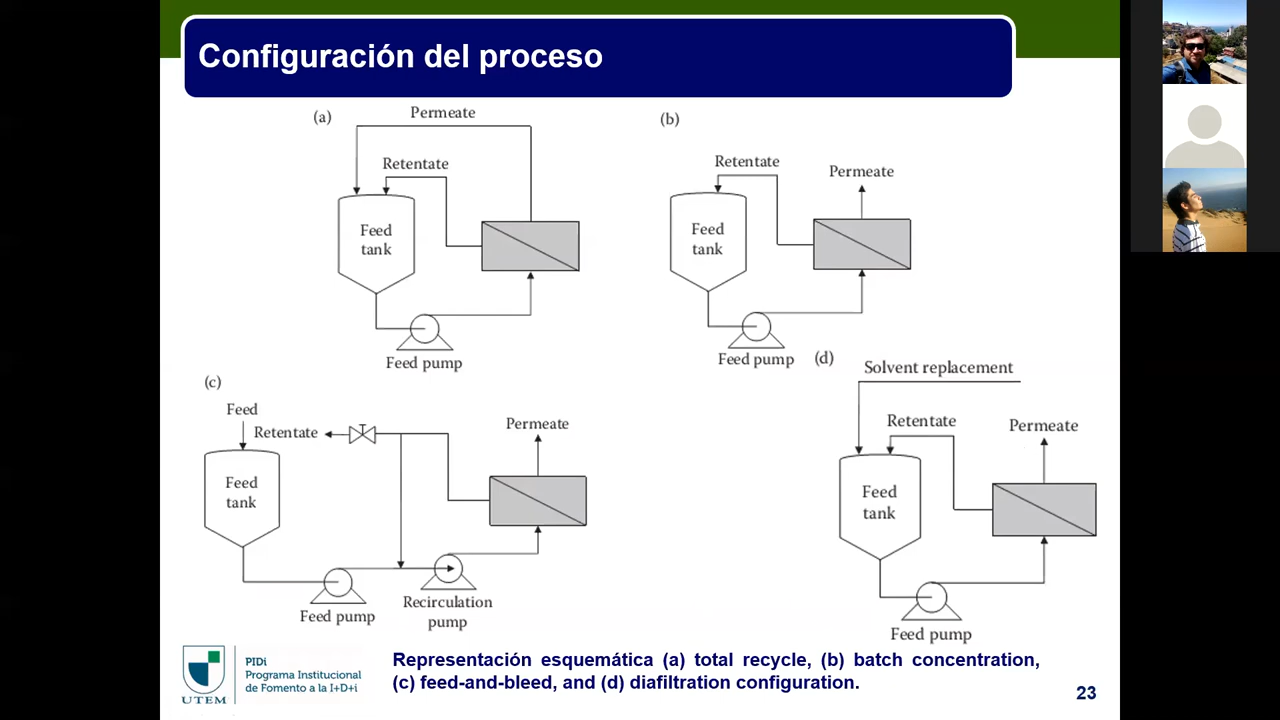 Configuración del proceso
(a)
Permeate
Retentate
Feed
tank
Feed pump
(b)
Retentate
Permeate
Feed
tank
Feed pump
(c)
Feed
Retentate
Permeate
Feed
tank
Feed pump
Recirculation
pump
(d)
Solvent replacement
Retentate
Permeate
Feed
tank
Feed pump
UTEM
PIDi
Programa Institucional
de Fomento a la I+D+i
Representación esquemática (a) total recycle, (b) batch concentration,
(c) feed-and-bleed, and (d) diafiltration configuration.
23